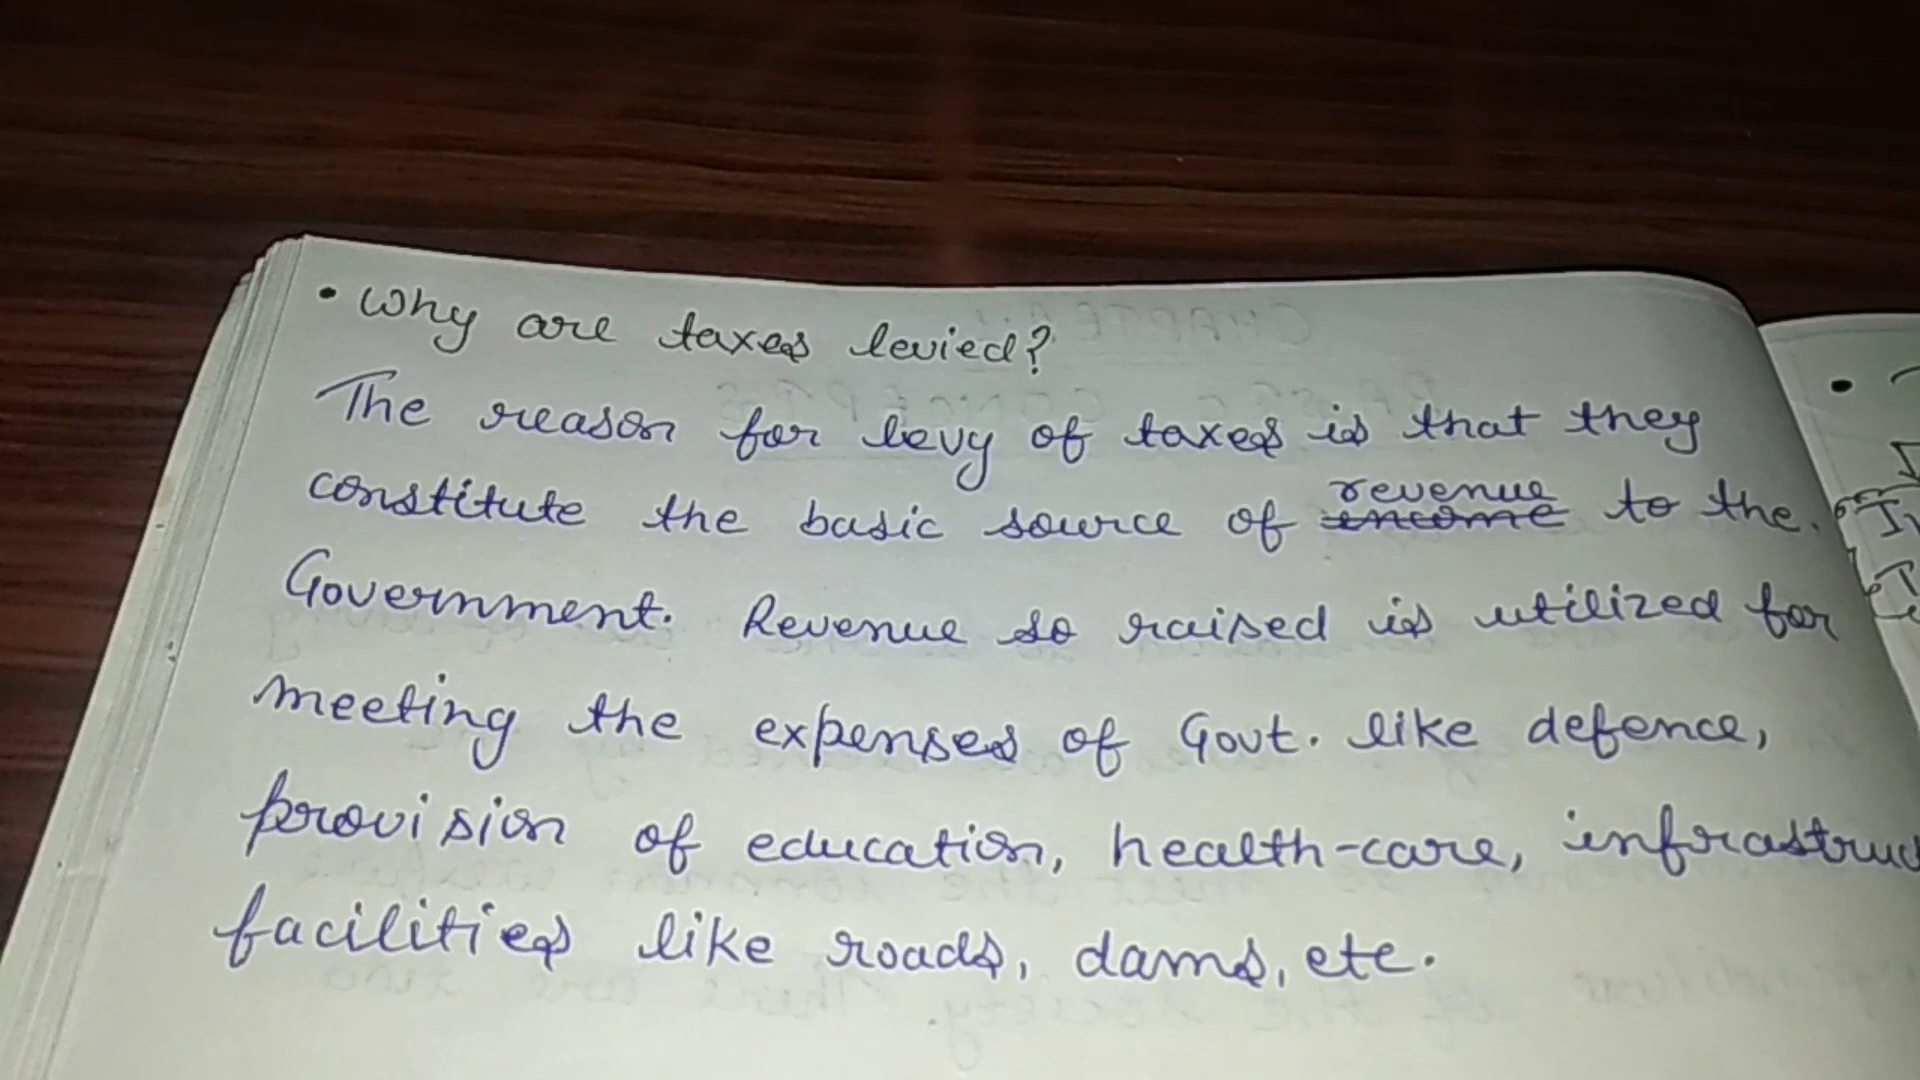 • Why are taxes levied?
The reason for levy of taxes is that they
constitute the basic source of revenue to the
Government. Revenue so raised is utilized for
meeting the expenses of Govt. like defence,
provision of education, health-care, infrastruc
facilities like roads, dams, etc.